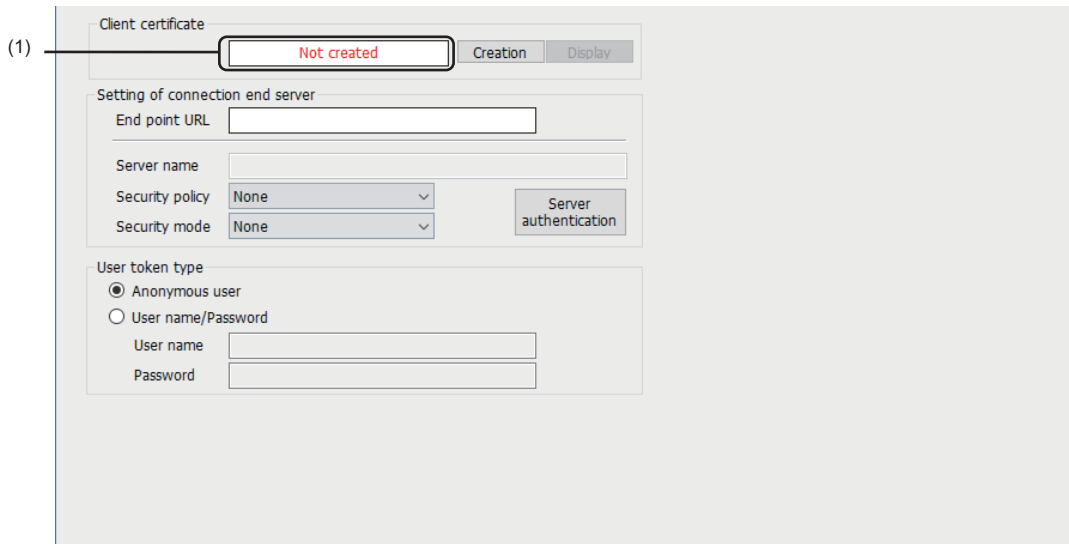 Client certificate
(1)
Not created Creation Display
Setting of connection end server
End point URL
Server name
Security policy None
Server
authentication
Security mode None
User token type
Anonymous user
User name/Password
User name
Password